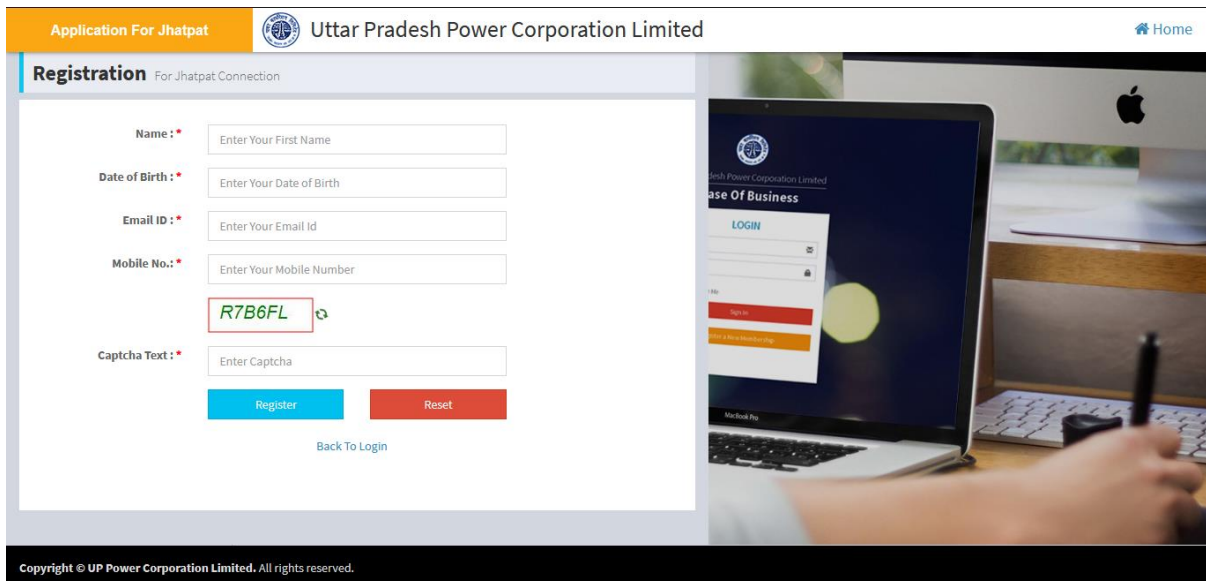 Application For Jhatpat
Uttar Pradesh Power Corporation Limited
Home
Registration For Jhatpat Connection
Name : *
Enter Your First Name
Date of Birth : *
Enter Your Date of Birth
Email ID : *
Enter Your Email Id
Mobile No.: *
Enter Your Mobile Number
R7B6FL
Captcha Text : *
Enter Captcha
Register
Reset
Back To Login
Power Corporation Limited
Of Business
LOGIN
Sign In
MacBook Pro
Copyright © UP Power Corporation Limited. All rights reserved.